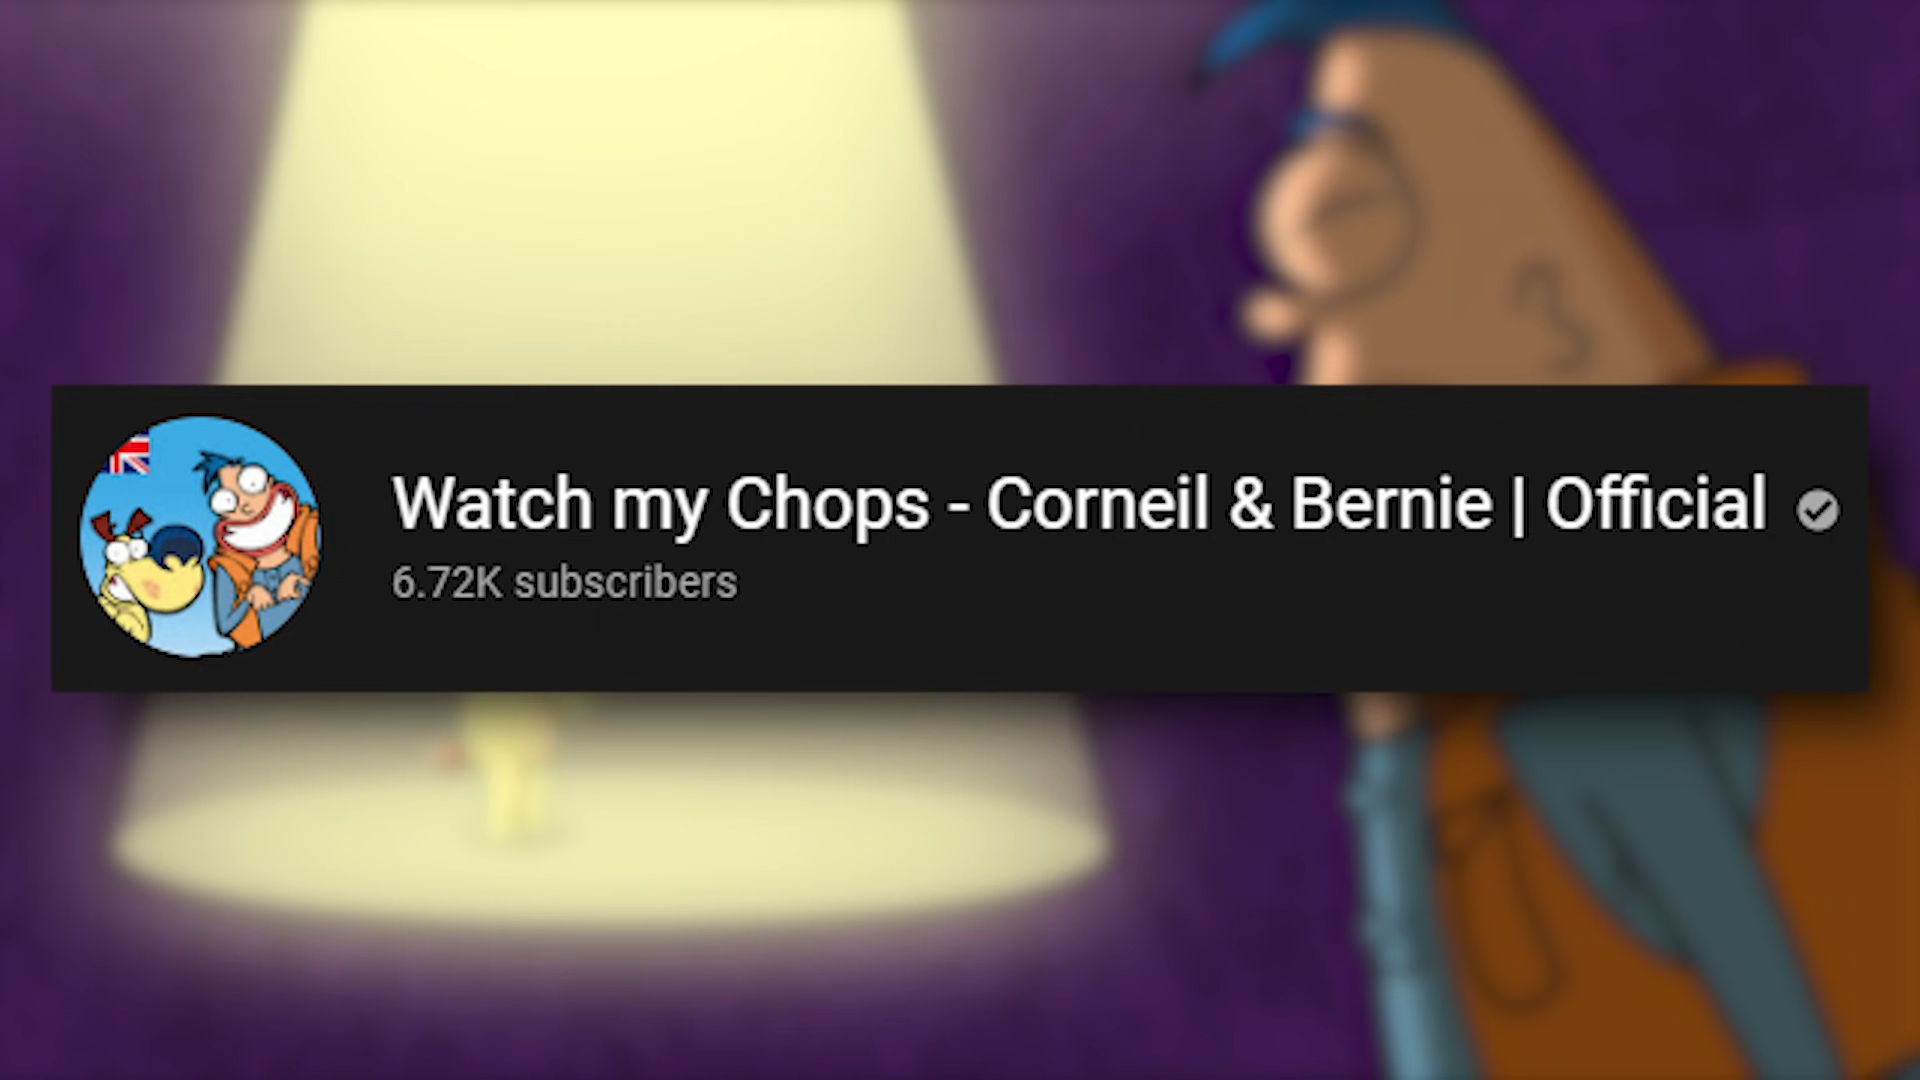 Watch my Chops - Corneil & Bernie | Official
6.72K subscribers